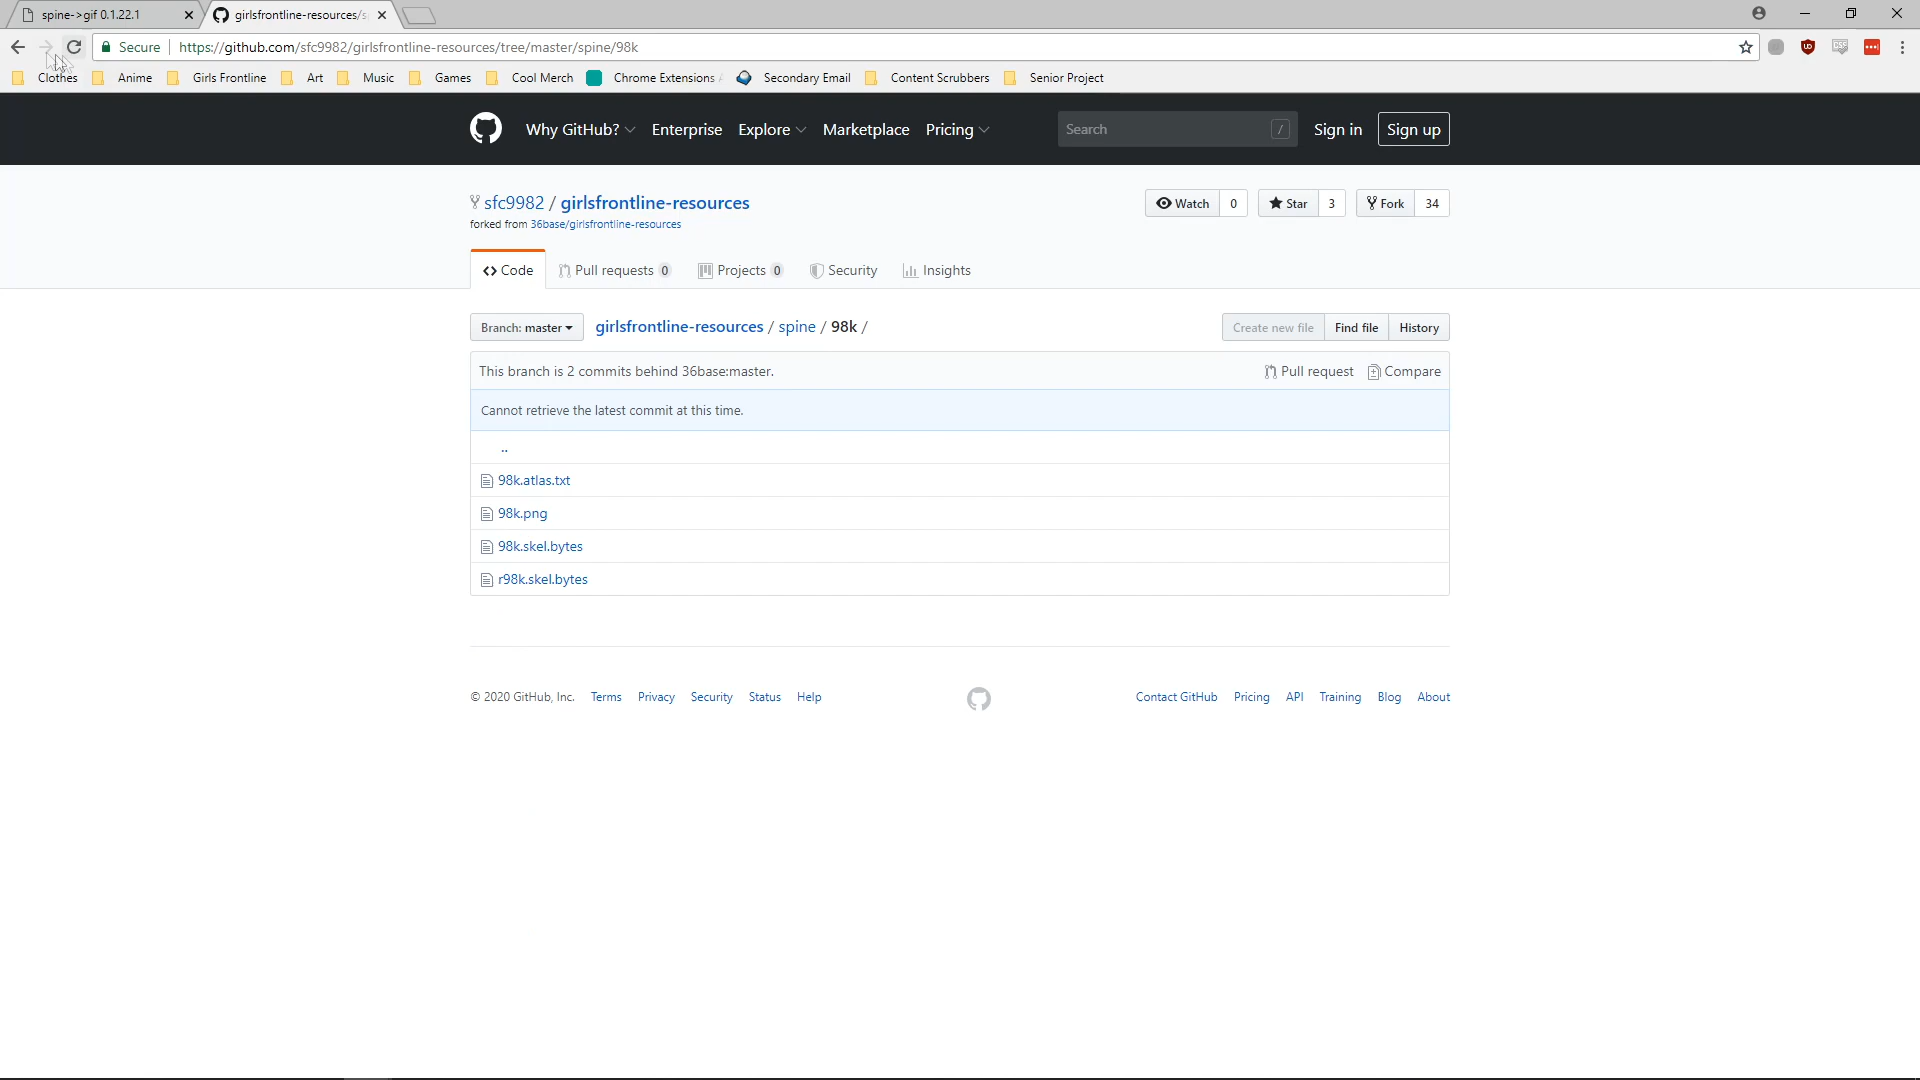 spine->gif 0.1.22.1
girlsfrontline-resources/s
Secure https://github.com/sfc9982/girlsfrontline-resources/tree/master/spine/98k
Clothes Anime Girls Frontline Art Music Games Cool Merch Chrome Extensions Secondary Email Content Scrubbers Senior Project
Why GitHub? Enterprise Explore Marketplace Pricing Search / Sign in Sign up
sfc9982 / girlsfrontline-resources Watch 0 Star 3 Fork 34
forked from 36base/girlsfrontline-resources
Code Pull requests 0 Projects 0 Security Insights
Branch: master girlsfrontline-resources / spine / 98k / Create new file Find file History
This branch is 2 commits behind 36base:master. Pull request Compare
Cannot retrieve the latest commit at this time.
..
98k.atlas.txt
98k.png
98k.skel.bytes
r98k.skel.bytes
© 2020 GitHub, Inc. Terms Privacy Security Status Help Contact GitHub Pricing API Training Blog About